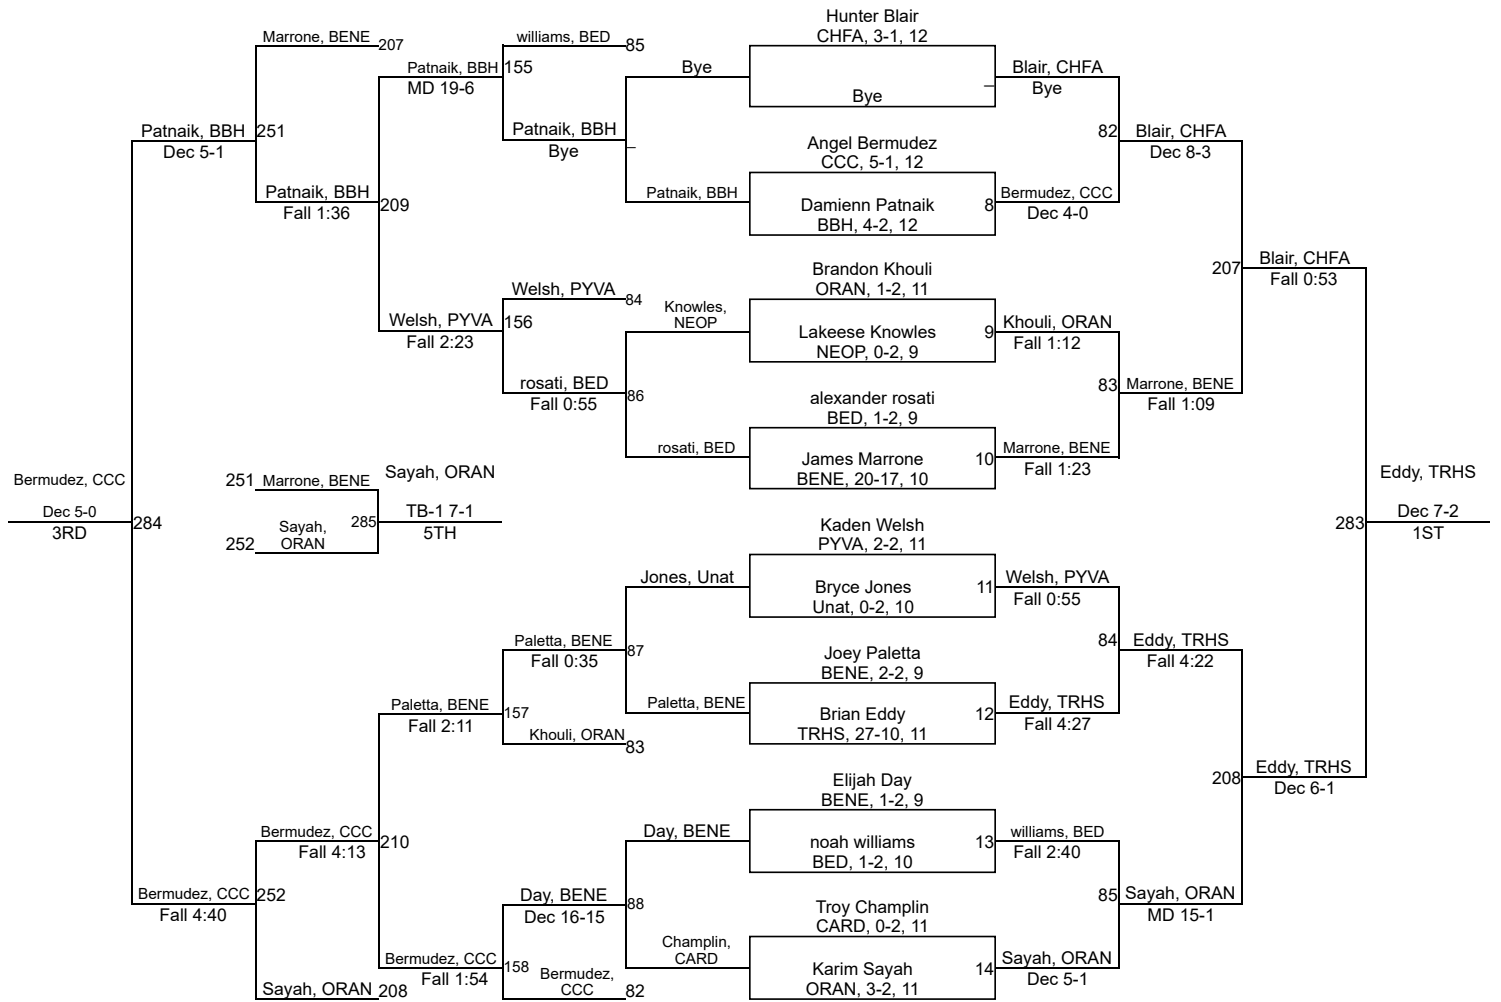 Hunter Blair
CHFA, 3-1, 12
Marrone, BENE
207
williams, BED
85
Patnaik, BBH
155
MD 19-6
Bye
Blair, CHFA
Bye
Bye
Patnaik, BBH
251
Dec 5-1
Patnaik, BBH
Bye
82
Blair, CHFA
Dec 8-3
Angel Bermudez
CCC, 5-1, 12
Patnaik, BBH
Fall 1:36
209
Patnaik, BBH
Damienn Patnaik
BBH, 4-2, 12
8
Bermudez, CCC
Dec 4-0
207
Blair, CHFA
Fall 0:53
Brandon Khouli
ORAN, 1-2, 11
Welsh, PYVA
84
Welsh, PYVA
156
Fall 2:23
Knowles,
NEOP
Lakeese Knowles
NEOP, 0-2, 9
9
Khouli, ORAN
Fall 1:12
rosati, BED
Fall 0:55
86
83
Marrone, BENE
Fall 1:09
alexander rosati
BED, 1-2, 9
rosati, BED
James Marrone
BENE, 20-17, 10
10
Marrone, BENE
Fall 1:23
Bermudez, CCC
Dec 5-0
3RD
284
251
Marrone, BENE
Sayah, ORAN
252
Sayah,
ORAN
285
TB-1 7-1
5TH
Eddy, TRHS
283
Dec 7-2
1ST
Kaden Welsh
PYVA, 2-2, 11
Jones, Unat
Bryce Jones
Unat, 0-2, 10
11
Welsh, PYVA
Fall 0:55
Paletta, BENE
Fall 0:35
87
84
Eddy, TRHS
Fall 4:22
Joey Paletta
BENE, 2-2, 9
Paletta, BENE
Fall 2:11
157
Khouli, ORAN
83
Paletta, BENE
Brian Eddy
TRHS, 27-10, 11
12
Eddy, TRHS
Fall 4:27
208
Eddy, TRHS
Dec 6-1
Elijah Day
BENE, 1-2, 9
Bermudez, CCC
Fall 4:13
210
Day, BENE
noah williams
BED, 1-2, 10
13
williams, BED
Fall 2:40
Bermudez, CCC
Fall 4:40
252
Day, BENE
Dec 16-15
88
85
Sayah, ORAN
MD 15-1
Troy Champlin
CARD, 0-2, 11
Champlin,
CARD
Karim Sayah
ORAN, 3-2, 11
14
Sayah, ORAN
Dec 5-1
Bermudez, CCC
Fall 1:54
158
Bermudez,
CCC
82
Sayah, ORAN
208